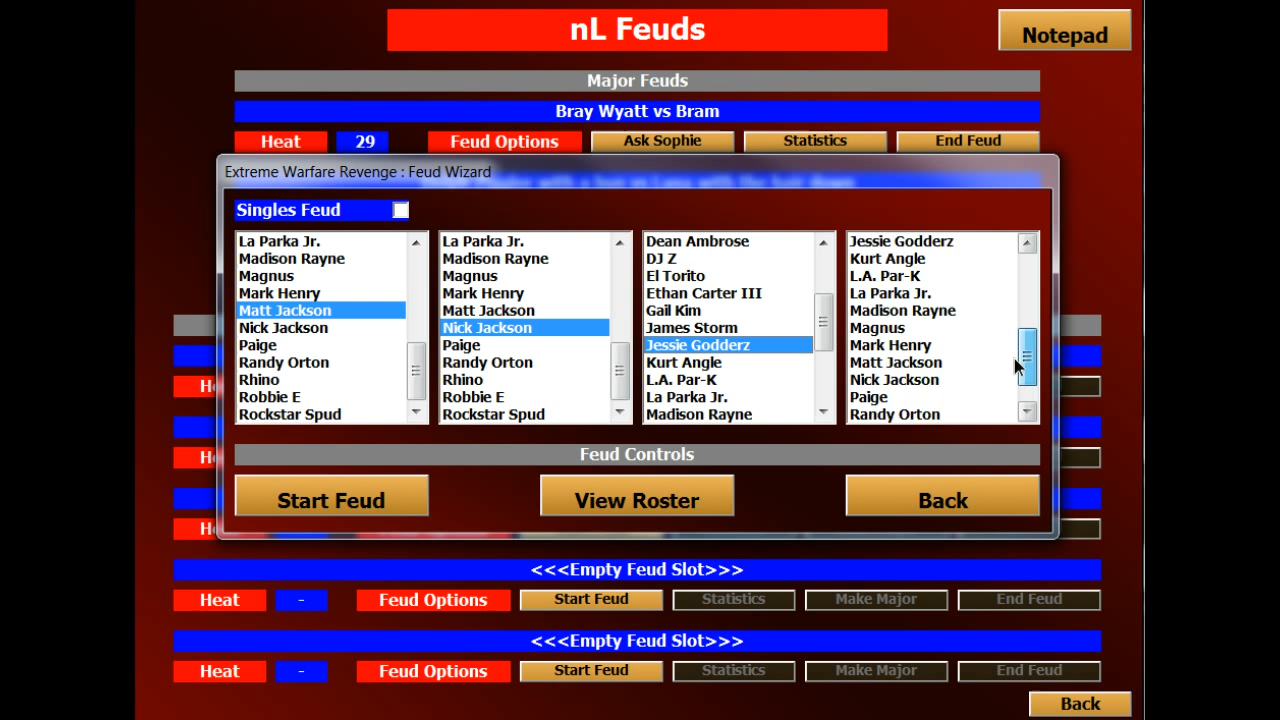 nL Feuds
Notepad
Major Feuds
Bray Wyatt vs Bram
Heat 29 Feud Options Ask Sophie Statistics End Feud
Extreme Warfare Revenge : Feud Wizard
Singles Feud
La Parka Jr. La Parka Jr. Dean Ambrose Jessie Godderz
Madison Rayne Madison Rayne DJ Z Kurt Angle
Magnus Magnus El Torito L.A. Par-K
Mark Henry Mark Henry Ethan Carter III La Parka Jr.
Matt Jackson Matt Jackson Gail Kim Madison Rayne
Nick Jackson Nick Jackson James Storm Magnus
Paige Paige Jessie Godderz Mark Henry
Randy Orton Randy Orton Kurt Angle Matt Jackson
Rhino Rhino L.A. Par-K Nick Jackson
Robbie E Robbie E La Parka Jr. Paige
Rockstar Spud Rockstar Spud Madison Rayne Randy Orton
Feud Controls
Start Feud View Roster Back
<<<Empty Feud Slot>>>
Heat - Feud Options Start Feud Statistics Make Major End Feud
<<<Empty Feud Slot>>>
Heat - Feud Options Start Feud Statistics Make Major End Feud
Back